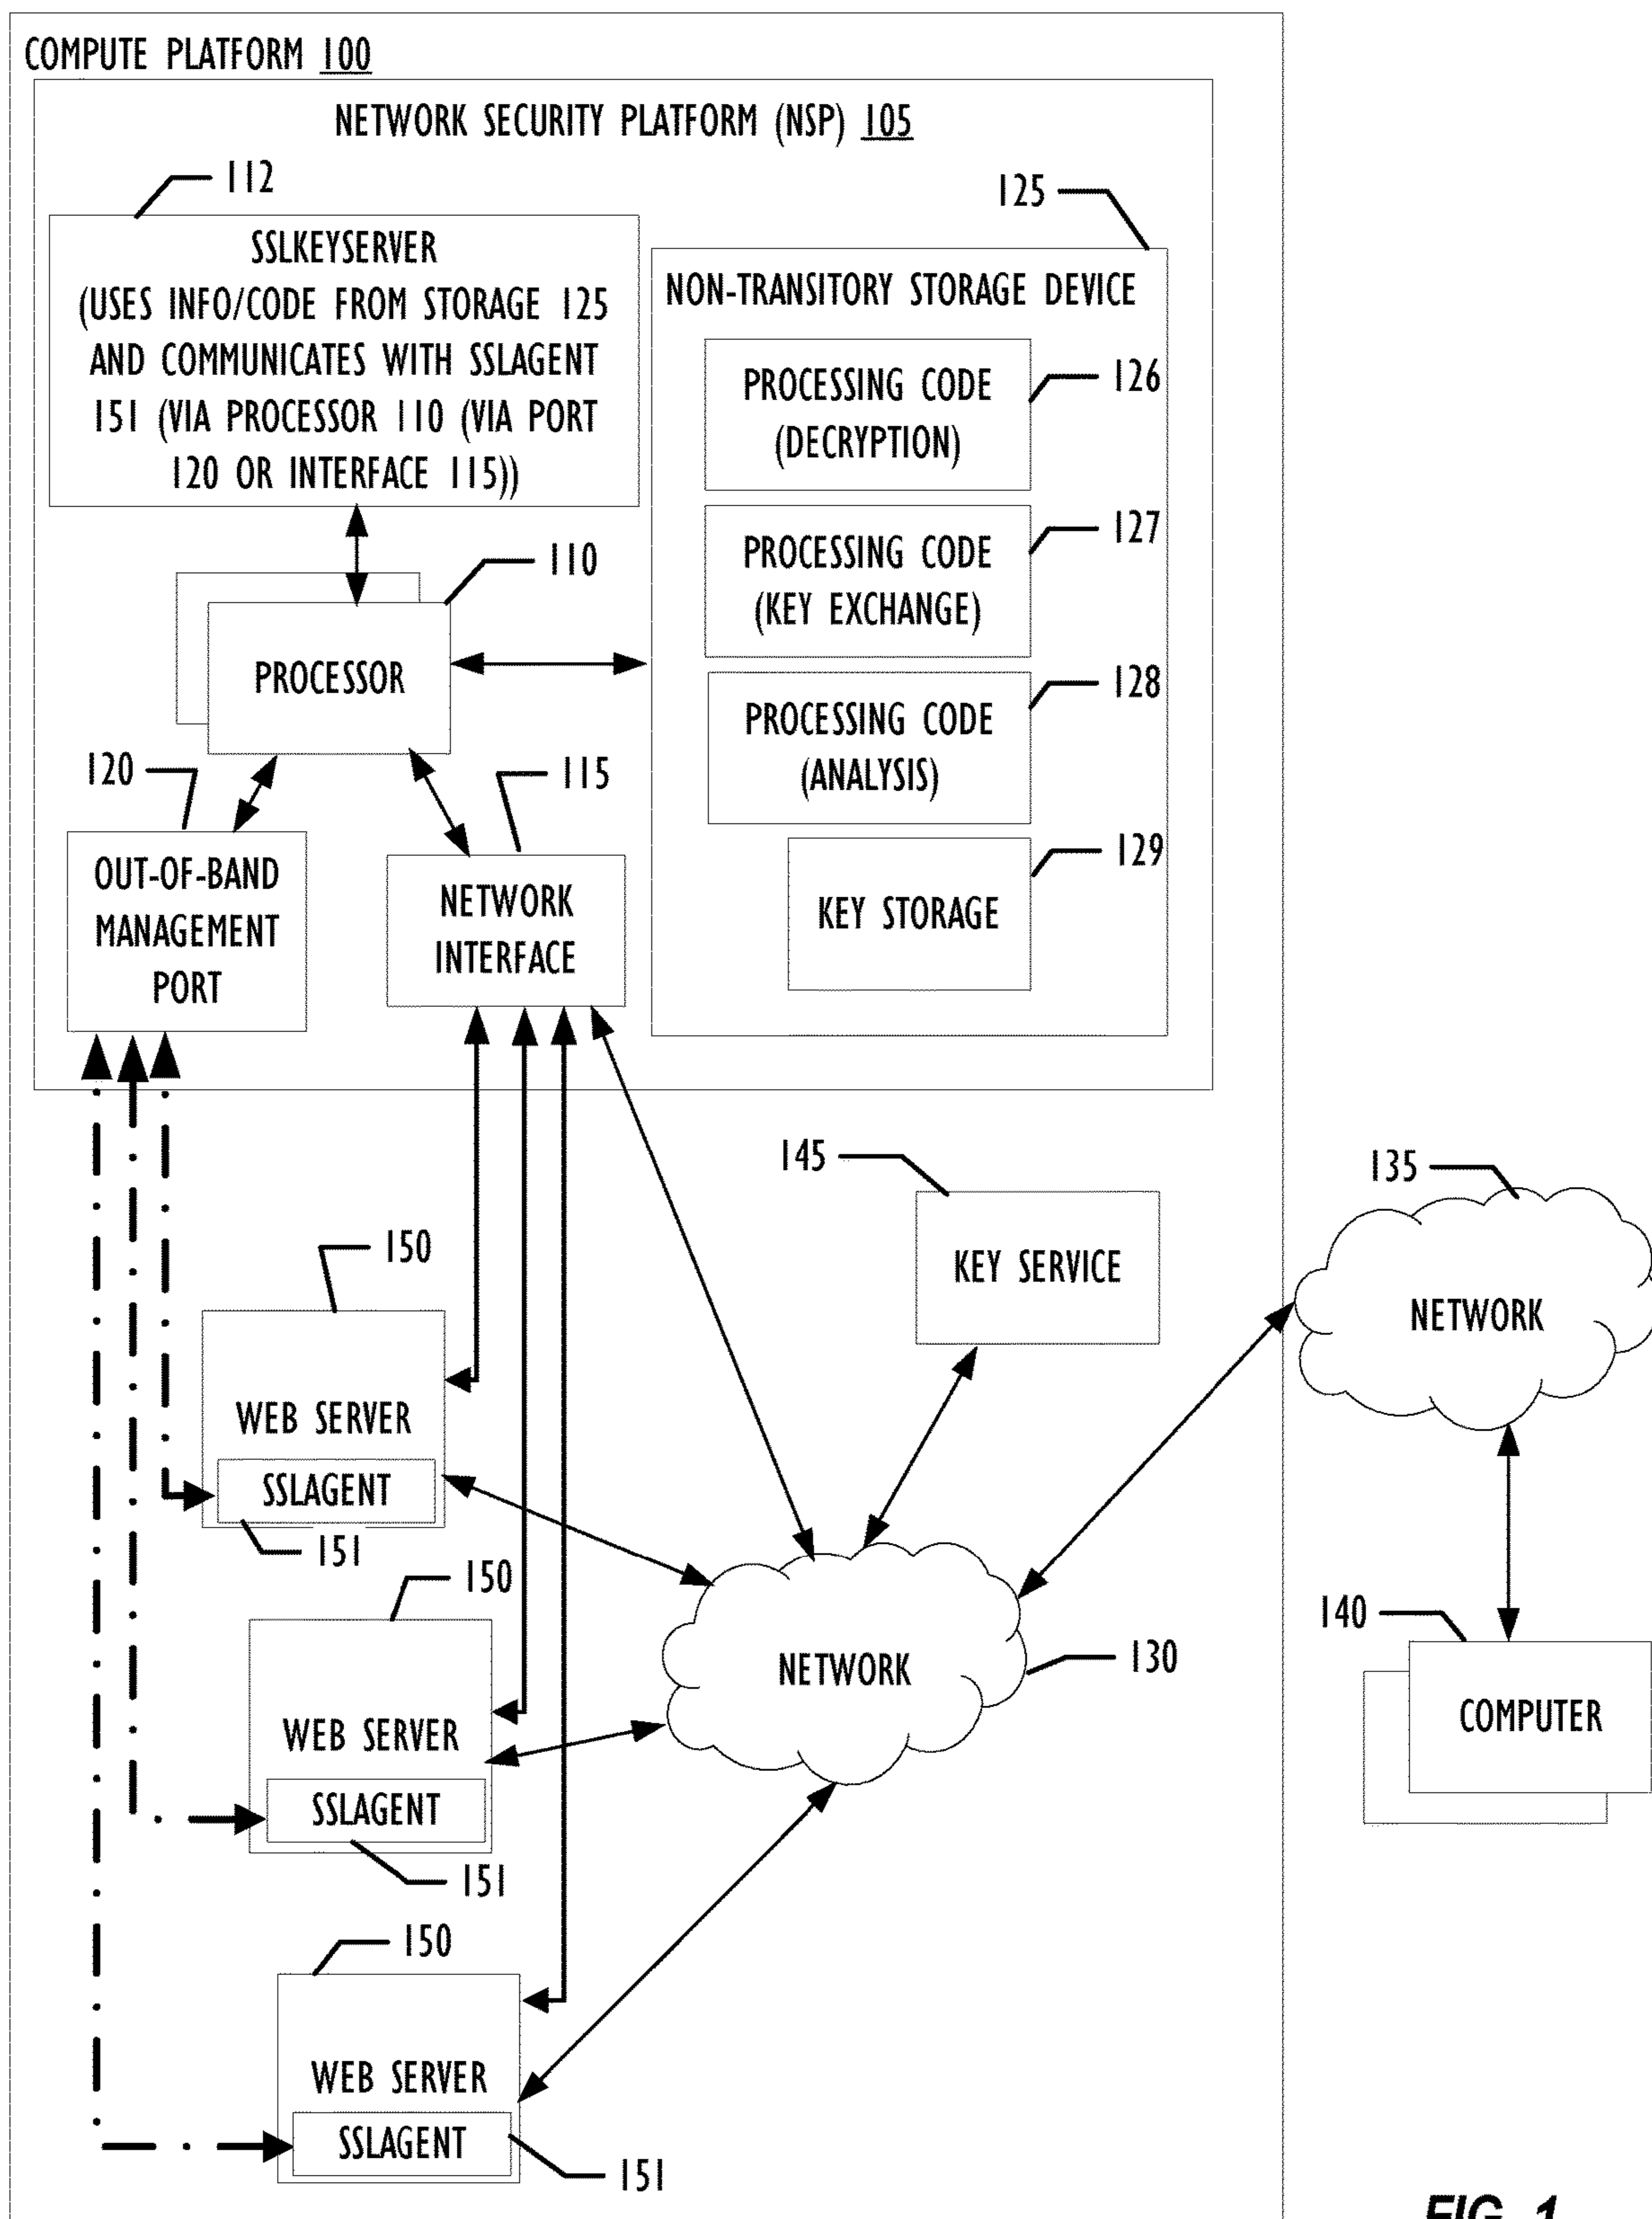 COMPUTE PLATFORM 100
NETWORK SECURITY PLATFORM (NSP) 105
112
SSLKEYSERVER
(USES INFO/CODE FROM STORAGE 125
AND COMMUNICATES WITH SSLAGENT
151 (VIA PROCESSOR 110 (VIA PORT
120 OR INTERFACE 115))
125
NON-TRANSITORY STORAGE DEVICE
PROCESSING CODE
(DECRYPTION)
126
PROCESSING CODE
(KEY EXCHANGE)
127
PROCESSING CODE
(ANALYSIS)
128
KEY STORAGE
129
110
PROCESSOR
120
OUT-OF-BAND
MANAGEMENT
PORT
115
NETWORK
INTERFACE
145
KEY SERVICE
135
NETWORK
150
WEB SERVER
SSLAGENT
151
150
WEB SERVER
SSLAGENT
151
NETWORK
130
140
COMPUTER
150
WEB SERVER
SSLAGENT
151
FIG. 1